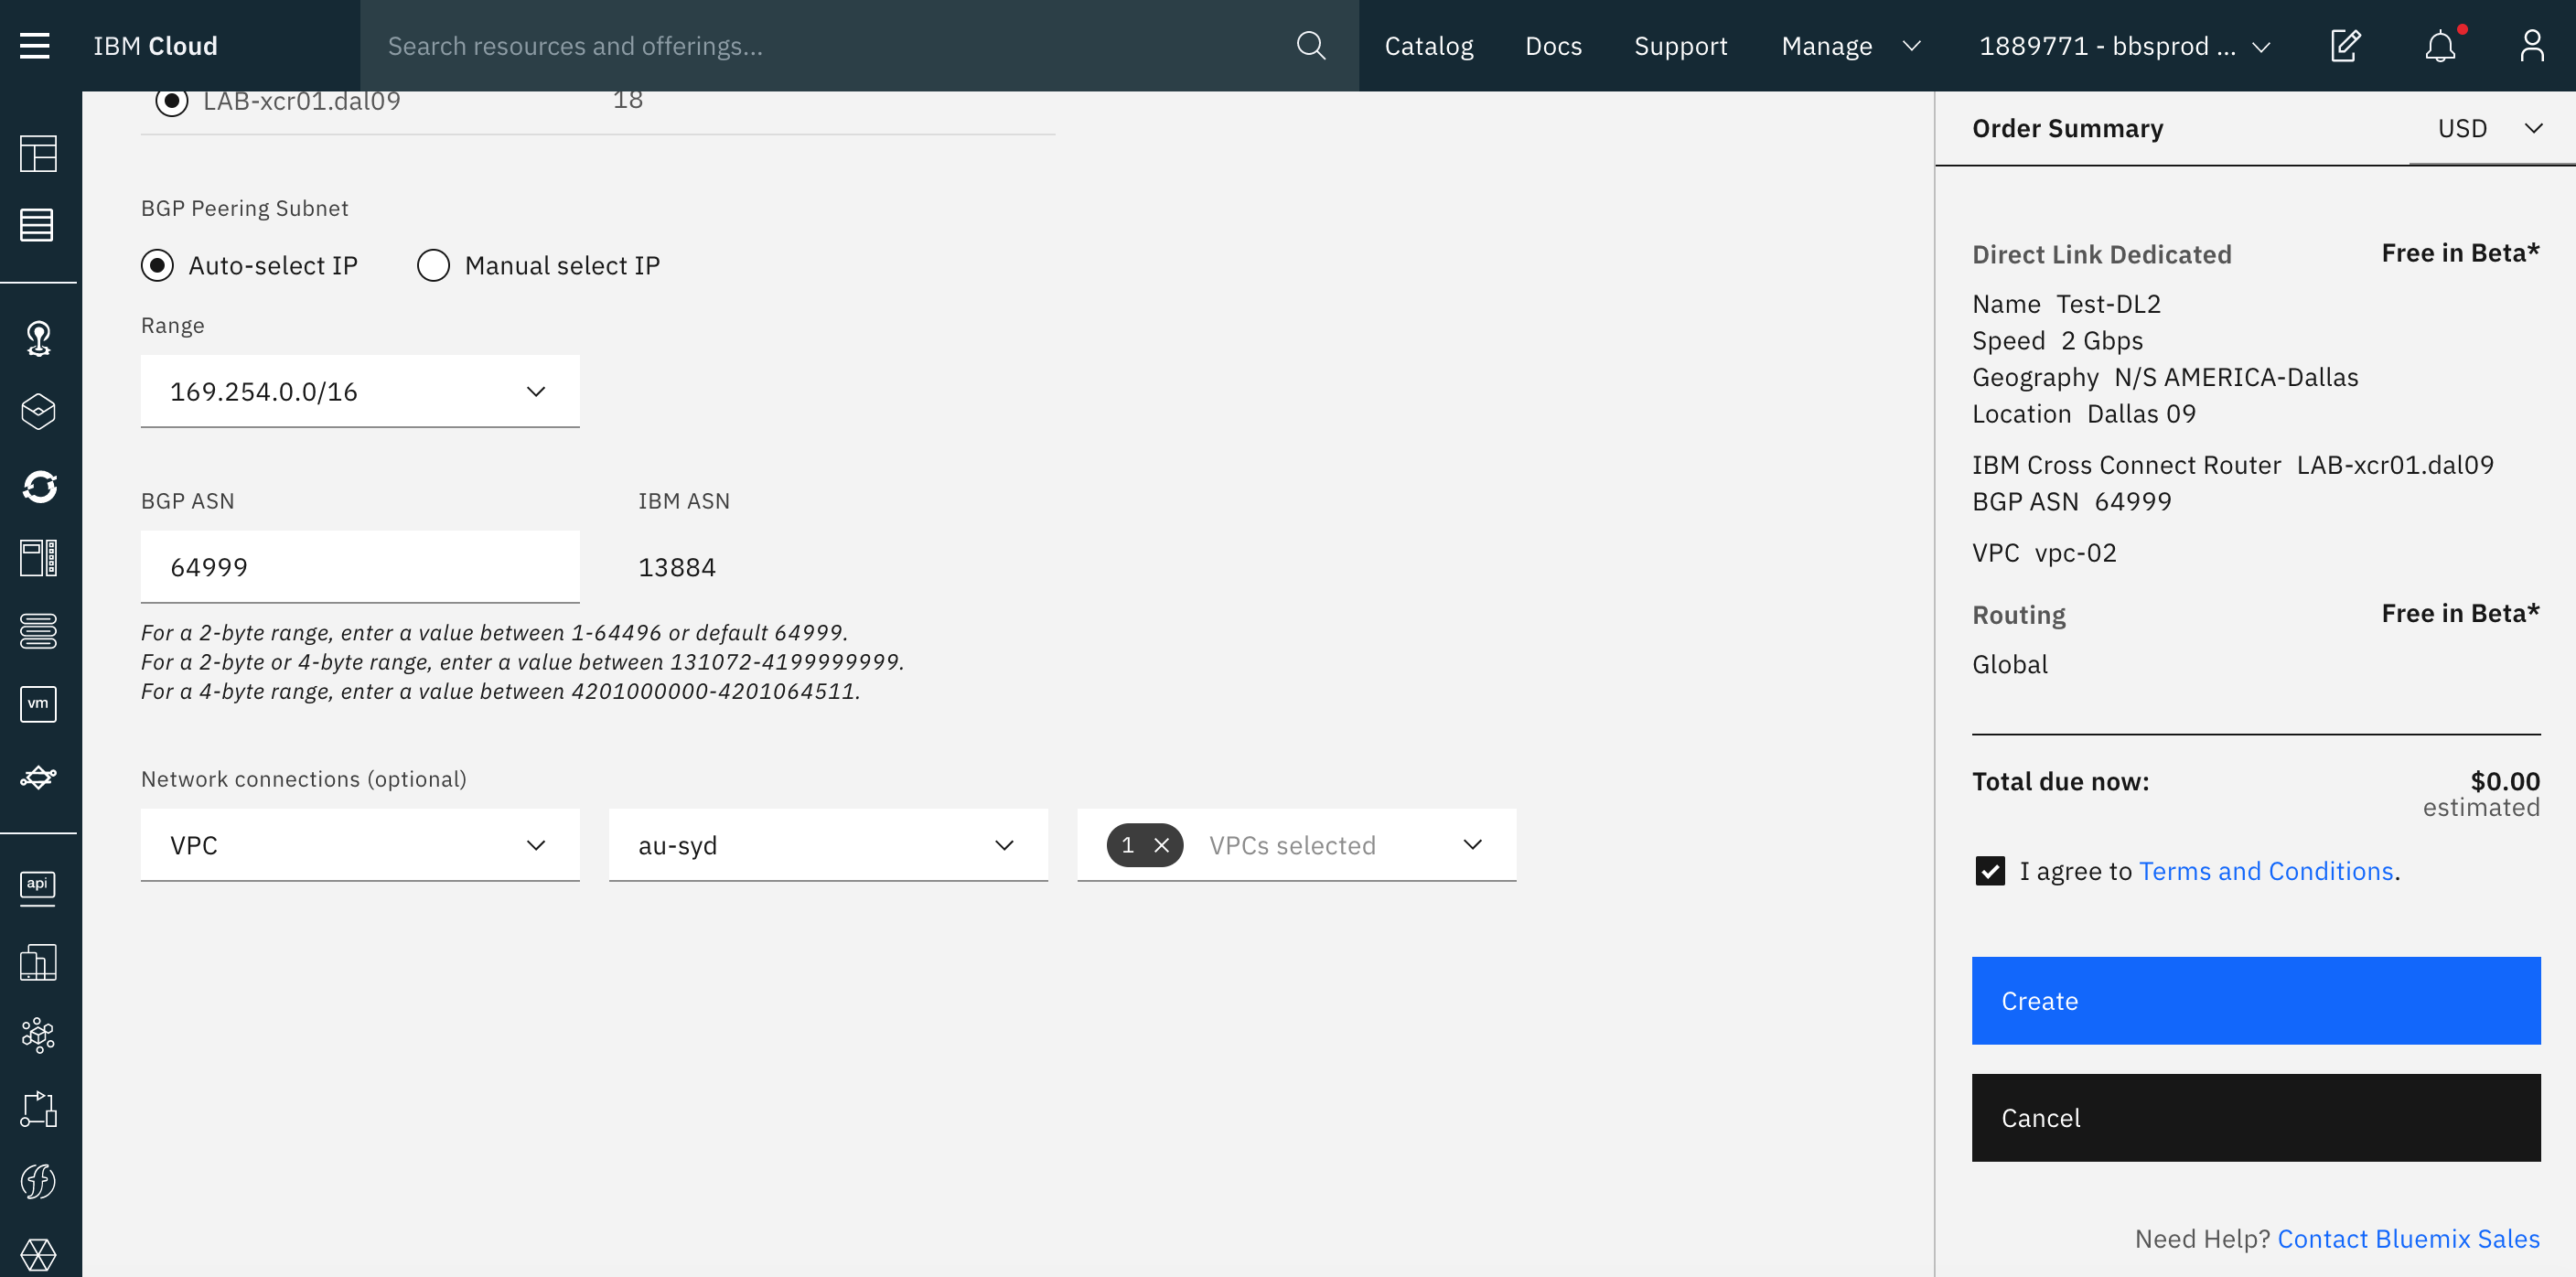 IBM Cloud
Search resources and offerings...
Catalog
Docs
Support
Manage
1889771 - bbsprod ...
LAB-xcr01.dal09 18
BGP Peering Subnet
Auto-select IP
Manual select IP
Range
169.254.0.0/16
BGP ASN
IBM ASN
64999
13884
For a 2-byte range, enter a value between 1-64496 or default 64999.
For a 2-byte or 4-byte range, enter a value between 131072-4199999999.
For a 4-byte range, enter a value between 4201000000-4201064511.
Network connections (optional)
VPC
au-syd
1 VPCs selected
vm
api
Order Summary
USD
Direct Link Dedicated Free in Beta*
Name Test-DL2
Speed 2 Gbps
Geography N/S AMERICA-Dallas
Location Dallas 09
IBM Cross Connect Router LAB-xcr01.dal09
BGP ASN 64999
VPC vpc-02
Routing Free in Beta*
Global
Total due now: $0.00
estimated
I agree to Terms and Conditions.
Create
Cancel
Need Help? Contact Bluemix Sales